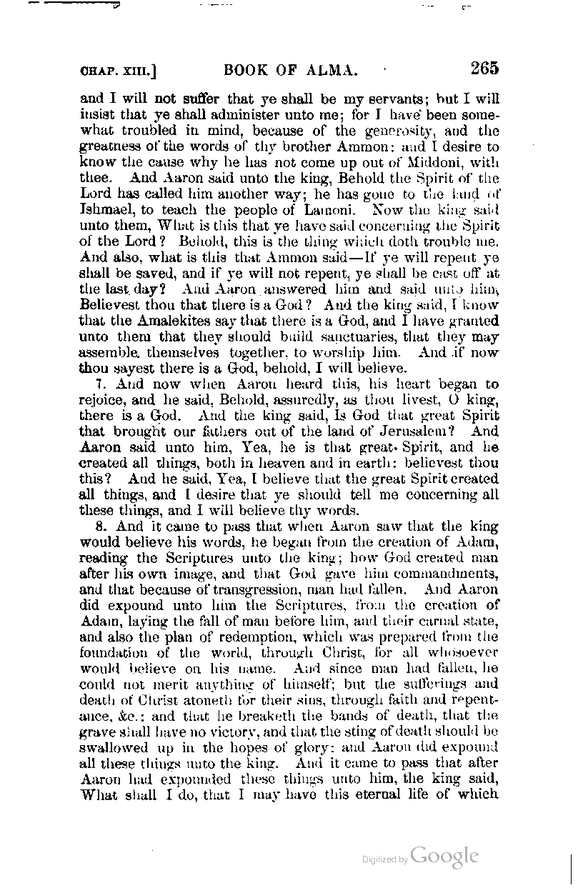 CHAP. XIII.] BOOK OF ALMA. 265
and I will not suffer that ye shall be my servants; but I will
insist that ye shall administer unto me; for I have been some-
what troubled in mind, because of the generosity, and the
greatness of the words of thy brother Ammon: and I desire to
know the cause why he has not come up out of Middoni, with
thee. And Aaron said unto the king, Behold the Spirit of the
Lord has called him another way; he has gone to the land of
Ishmael, to teach the people of Lamoni. Now the king said
unto them, What is this that ye have said concerning the Spirit
of the Lord? Behold, this is the thing which doth trouble me.
And also, what is this that Ammon said—If ye will repent ye
shall be saved, and if ye will not repent, ye shall be cast off at
the last day? And Aaron answered him and said unto him,
Believest thou that there is a God? And the king said, I know
that the Amalekites say that there is a God, and I have granted
unto them that they should build sanctuaries, that they may
assemble themselves together, to worship him. And if now
thou sayest there is a God, behold, I will believe.
7. And now when Aaron heard this, his heart began to
rejoice, and he said, Behold, assuredly, as thou livest, O king,
there is a God. And the king said, Is God that great Spirit
that brought our fathers out of the land of Jerusalem? And
Aaron said unto him, Yea, he is that great Spirit, and he
created all things, both in heaven and in earth: believest thou
this? And he said, Yea, I believe that the great Spirit created
all things, and I desire that ye should tell me concerning all
these things, and I will believe thy words.
8. And it came to pass that when Aaron saw that the king
would believe his words, he began from the creation of Adam,
reading the Scriptures unto the king; how God created man
after his own image, and that God gave him commandments,
and that because of transgression, man had fallen. And Aaron
did expound unto him the Scriptures, from the creation of
Adam, laying the fall of man before him, and their carnal state,
and also the plan of redemption, which was prepared from the
foundation of the world, through Christ, for all whosoever
would believe on his name. And since man had fallen, he
could not merit anything of himself; but the sufferings and
death of Christ atoneth for their sins, through faith and repent-
ance, &c.; and that he breaketh the bands of death, that the
grave shall have no victory, and that the sting of death should be
swallowed up in the hopes of glory: and Aaron did expound
all these things unto the king. And it came to pass that after
Aaron had expounded these things unto him, the king said,
What shall I do, that I may have this eternal life of which
Digitized by Google